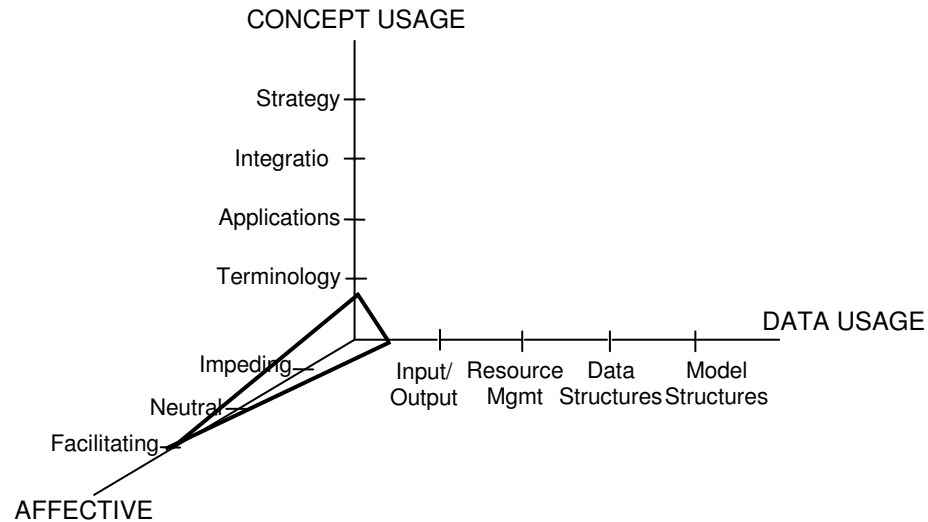 CONCEPT USAGE
Strategy
Integratio
Applications
Terminology
DATA USAGE
Impeding
Neutral
Facilitating
Input/
Output
Resource
Mgmt
Data
Structures
Model
Structures
AFFECTIVE